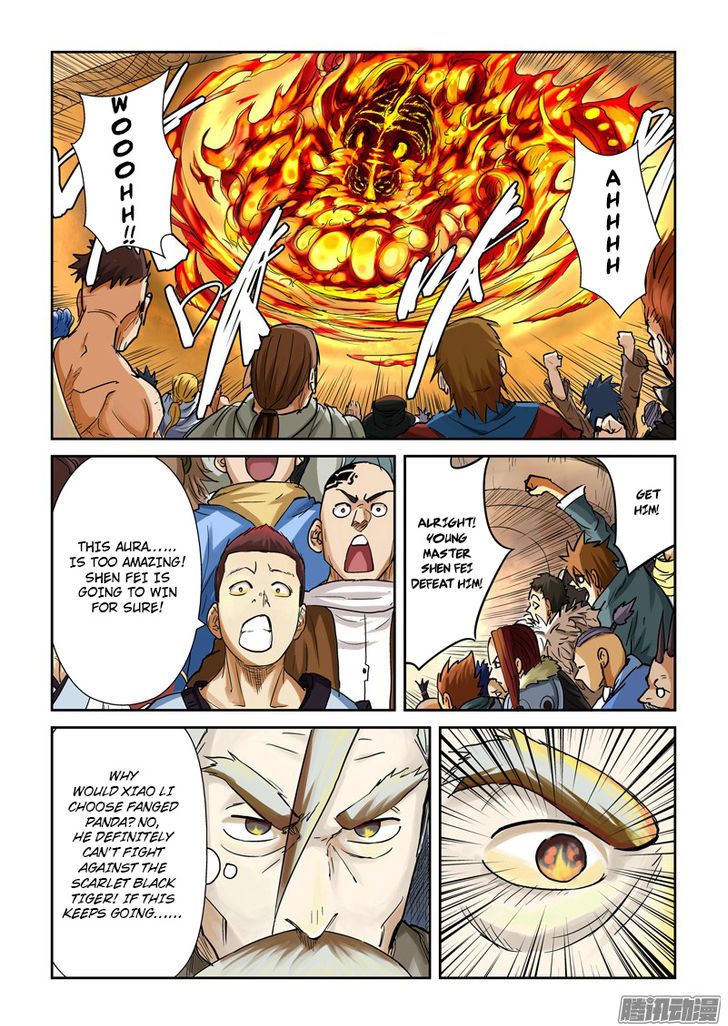 WOOOHH!!
AHHHH
THIS AURA.....
IS TOO AMAZING!
SHEN FEI IS
GOING TO WIN
FOR SURE!
GET
HIM!
ALRIGHT!
YOUNG
MASTER
SHEN FEI
DEFEAT HIM!
WHY
WOULD XIAO LI
CHOOSE FANGED
PANDA? NO,
HE DEFINITELY
CAN'T FIGHT
AGAINST THE
SCARLET BLACK
TIGER! IF THIS
KEEPS GOING......
腾讯动漫